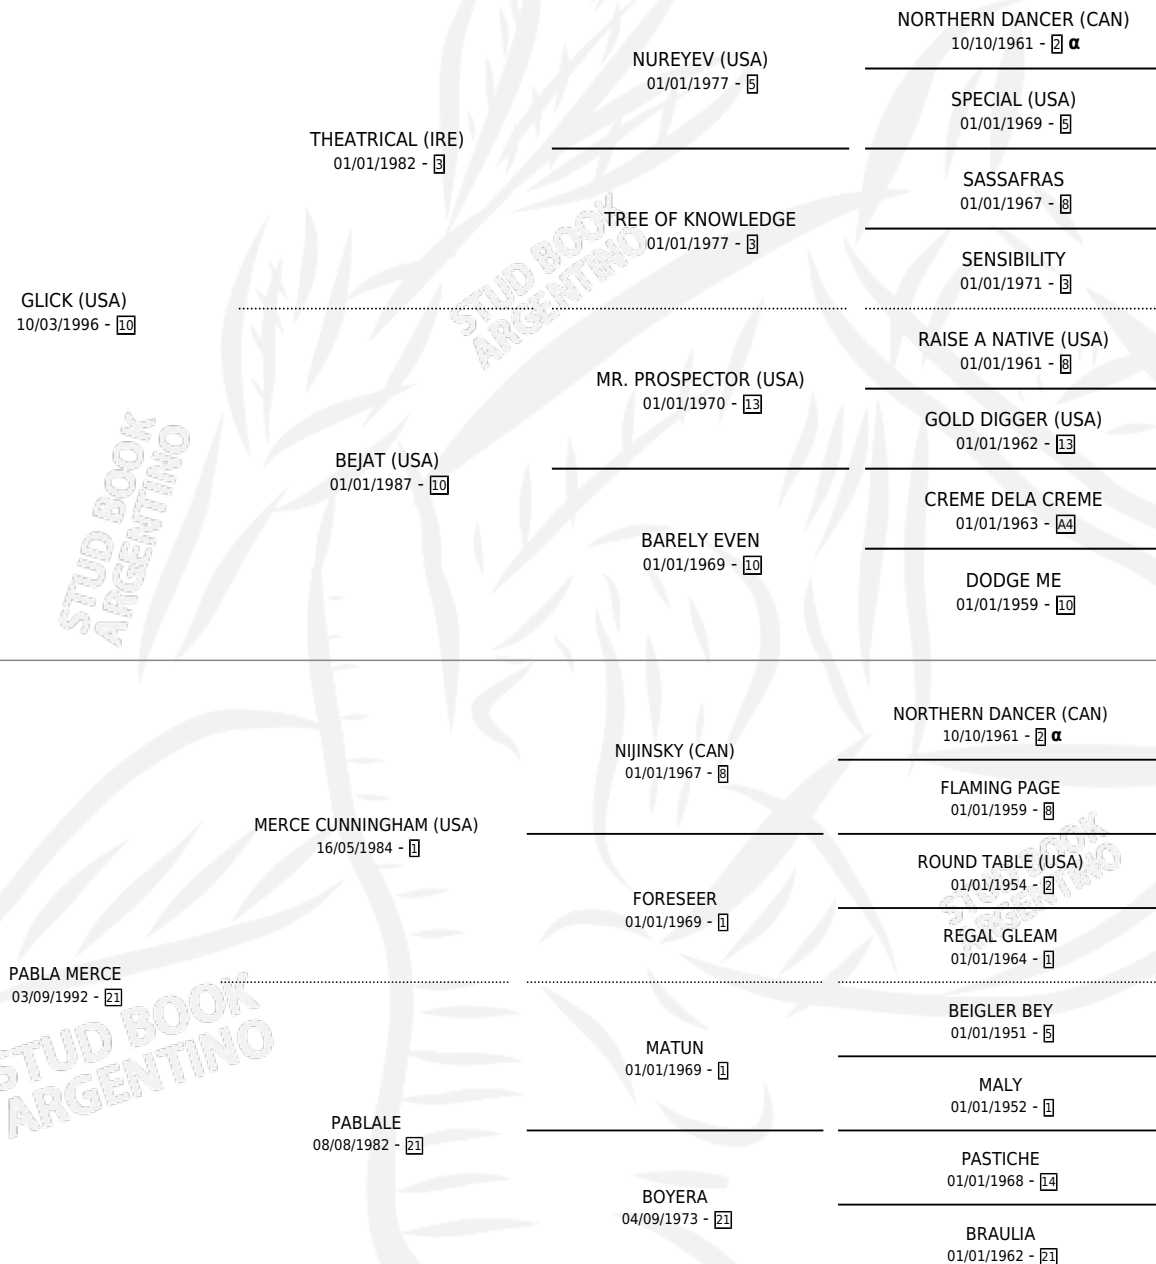 NORTHERN DANCER (CAN)
10/10/1961 - 2 α
NUREYEV (USA)
01/01/1977 - 5
SPECIAL (USA)
01/01/1969 - 5
THEATRICAL (IRE)
01/01/1982 - 3
SASSAFRAS
01/01/1967 - 8
TREE OF KNOWLEDGE
01/01/1977 - 3
SENSIBILITY
01/01/1971 - 3
STUD BOOK
ARGENTINO
GLICK (USA)
10/03/1996 - 10
RAISE A NATIVE (USA)
01/01/1961 - 8
MR. PROSPECTOR (USA)
01/01/1970 - 13
GOLD DIGGER (USA)
01/01/1962 - 13
BEJAT (USA)
01/01/1987 - 10
CREME DELA CREME
01/01/1963 - A4
BARELY EVEN
01/01/1969 - 10
DODGE ME
01/01/1959 - 10
STUD BOOK
ARGENTINO
NORTHERN DANCER (CAN)
10/10/1961 - 2 α
NIJINSKY (CAN)
01/01/1967 - 8
FLAMING PAGE
01/01/1959 - 8
MERCE CUNNINGHAM (USA)
16/05/1984 - 1
ROUND TABLE (USA)
01/01/1954 - 2
FORESEER
01/01/1969 - 1
REGAL GLEAM
01/01/1964 - 1
STUD BOOK
ARGENTINO
PABLA MERCE
03/09/1992 - 21
BEIGLER BEY
01/01/1951 - 5
MATUN
01/01/1969 - 1
MALY
01/01/1952 - 1
PABLALE
08/08/1982 - 21
PASTICHE
01/01/1968 - 14
BOYERA
04/09/1973 - 21
BRAULIA
01/01/1962 - 21
STUD BOOK
ARGENTINO